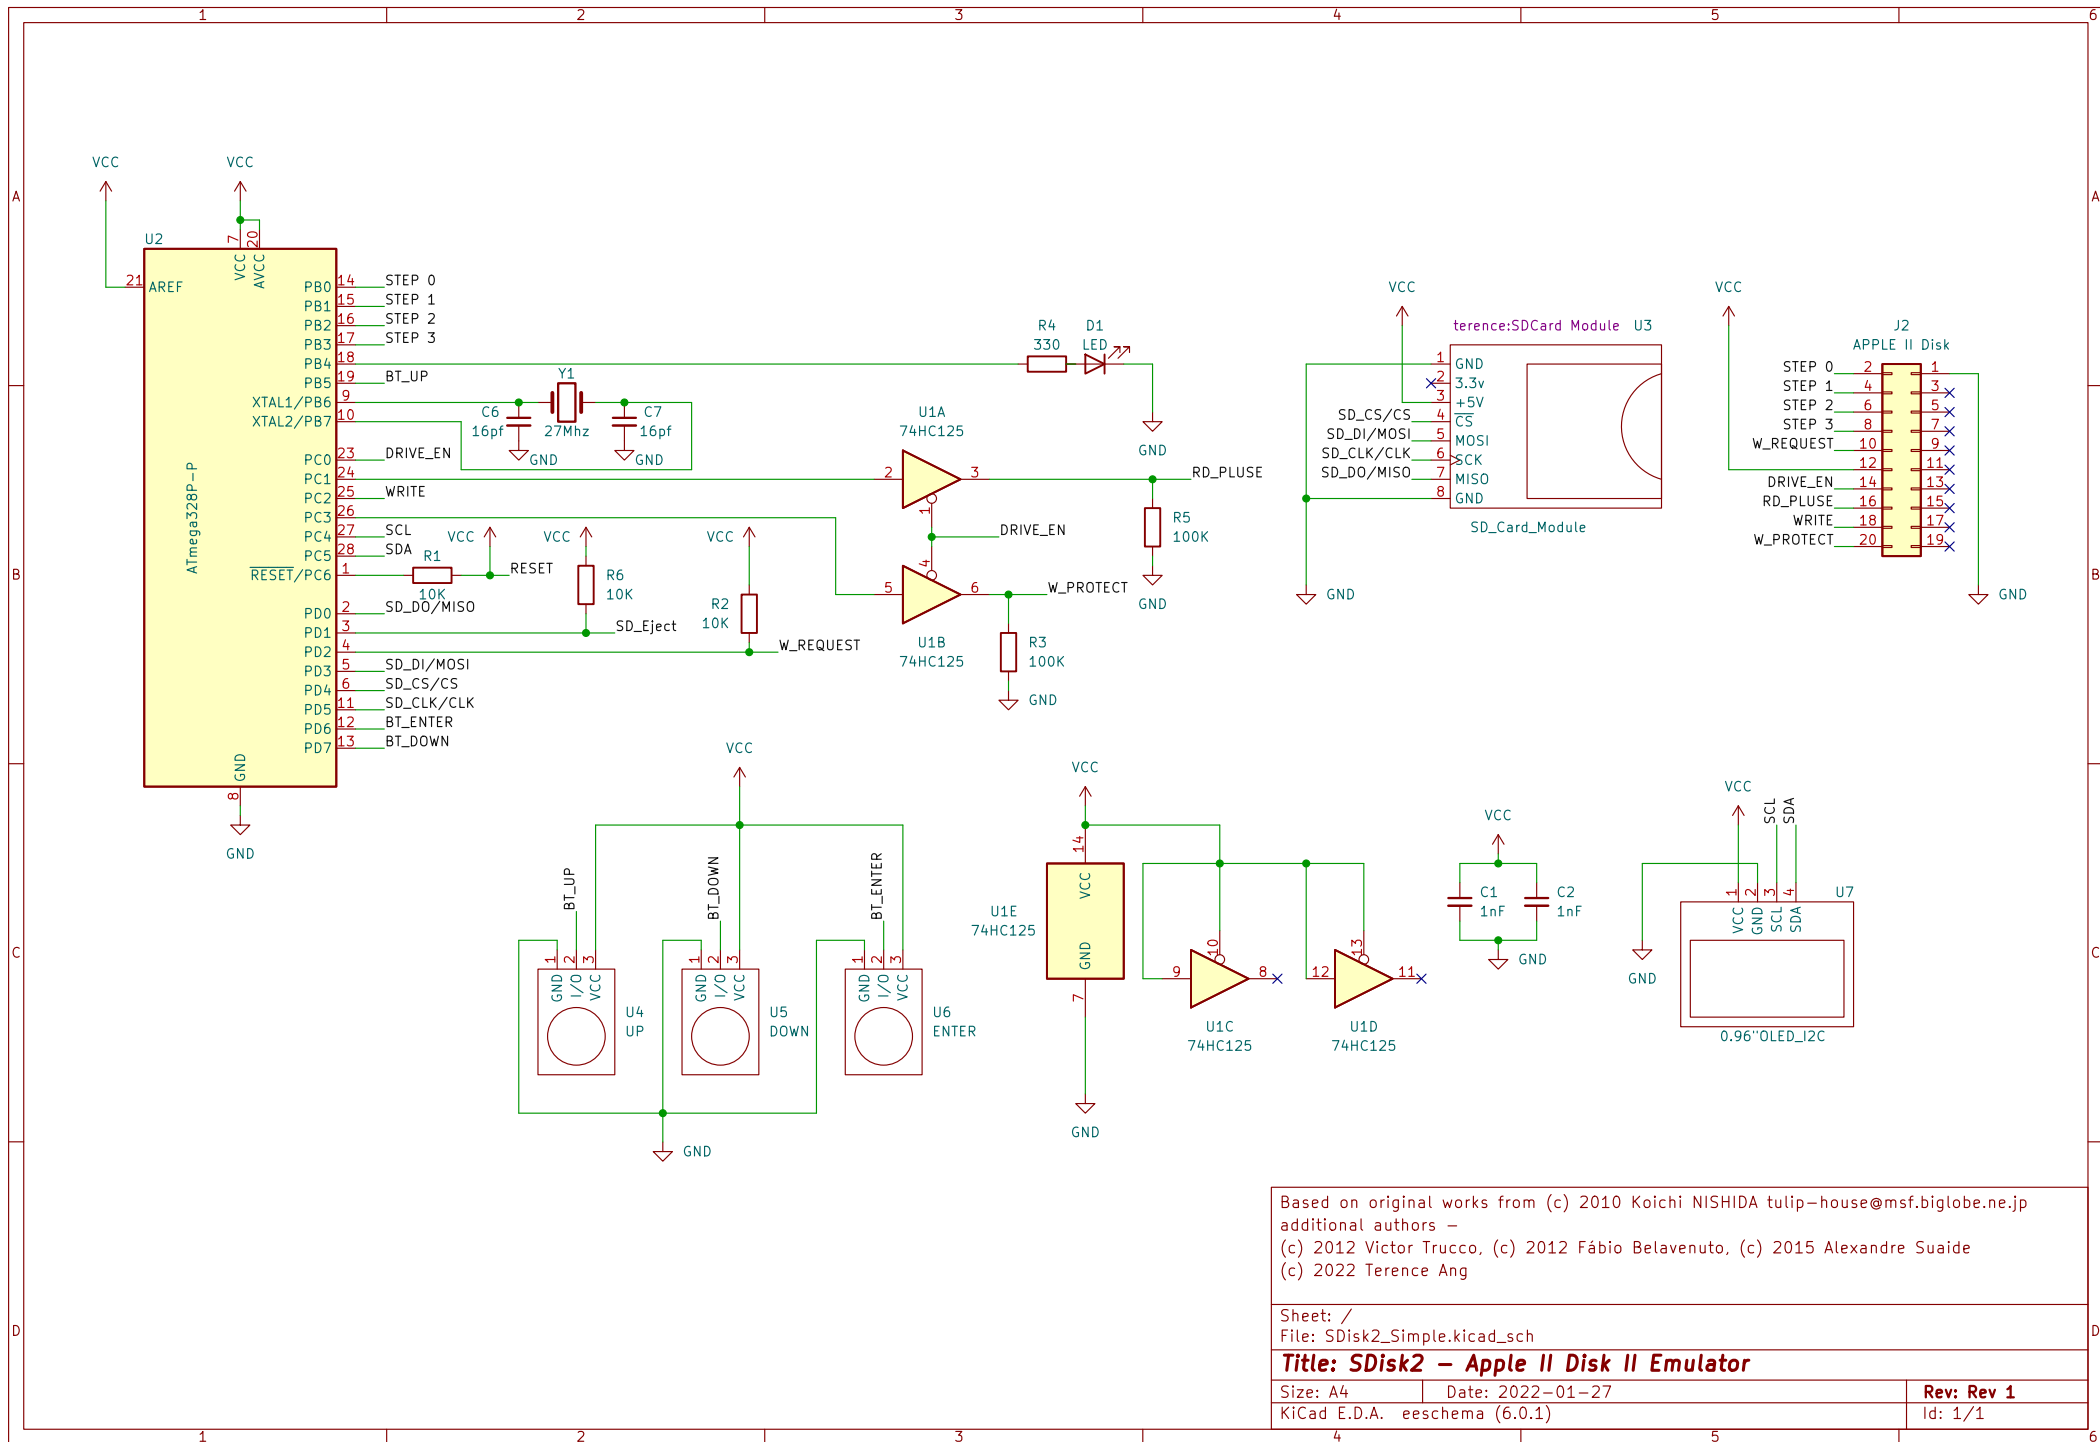 1 2 3 4 5 6
A A
B B
C C
D D
VCC
VCC
U2
7 20
VCC AVCC
21 AREF
ATmega328P-P
PB0 14 STEP 0
PB1 15 STEP 1
PB2 16 STEP 2
PB3 17 STEP 3
PB4 18
PB5 19 BT_UP
XTAL1/PB6 9
XTAL2/PB7 10
PC0 23 DRIVE_EN
PC1 24
PC2 25 WRITE
PC3 26
PC4 27 SCL
PC5 28 SDA
RESET/PC6 1
PD0 2 SD_DO/MISO
PD1 3
PD2 4
PD3 5 SD_DI/MOSI
PD4 6 SD_CS/CS
PD5 11 SD_CLK/CLK
PD6 12 BT_ENTER
PD7 13 BT_DOWN
GND
8
GND
Y1
27Mhz
C6
16pf
GND
C7
16pf
GND
R1
10K
VCC
RESET
VCC
R6
10K
SD_Eject
VCC
R2
10K
W_REQUEST
R4
330
D1
LED
GND
U1A
74HC125
2 3
1
RD_PLUSE
DRIVE_EN
4
5 6
U1B
74HC125
W_PROTECT
R5
100K
GND
R3
100K
GND
VCC
terence:SDCard Module U3
1 GND
2 3.3v
3 +5V
SD_CS/CS 4 CS
SD_DI/MOSI 5 MOSI
SD_CLK/CLK 6 SCK
SD_DO/MISO 7 MISO
8 GND
SD_Card_Module
GND
VCC
J2
APPLE II Disk
STEP 0 2 1
STEP 1 4 3
STEP 2 6 5
STEP 3 8 7
W_REQUEST 10 9
12 11
DRIVE_EN 14 13
RD_PLUSE 16 15
WRITE 18 17
W_PROTECT 20 19
GND
VCC
BT_UP
1 2 3
GND I/O VCC
U4
UP
BT_DOWN
1 2 3
GND I/O VCC
U5
DOWN
BT_ENTER
1 2 3
GND I/O VCC
U6
ENTER
GND
VCC
14
VCC
U1E
74HC125
GND
7
GND
10
9 8
U1C
74HC125
13
12 11
U1D
74HC125
VCC
C1
1nF
C2
1nF
GND
VCC
SCL
SDA
1 2 3 4
VCC GND SCL SDA
U7
0.96"OLED_I2C
GND
Based on original works from (c) 2010 Koichi NISHIDA tulip-house@msf.biglobe.ne.jp
additional authors -
(c) 2012 Victor Trucco, (c) 2012 Fábio Belavenuto, (c) 2015 Alexandre Suaide
(c) 2022 Terence Ang
Sheet: /
File: SDisk2_Simple.kicad_sch
Title: SDisk2 - Apple II Disk II Emulator
Size: A4 Date: 2022-01-27 Rev: Rev 1
KiCad E.D.A. eeschema (6.0.1) Id: 1/1
1 2 3 4 5 6